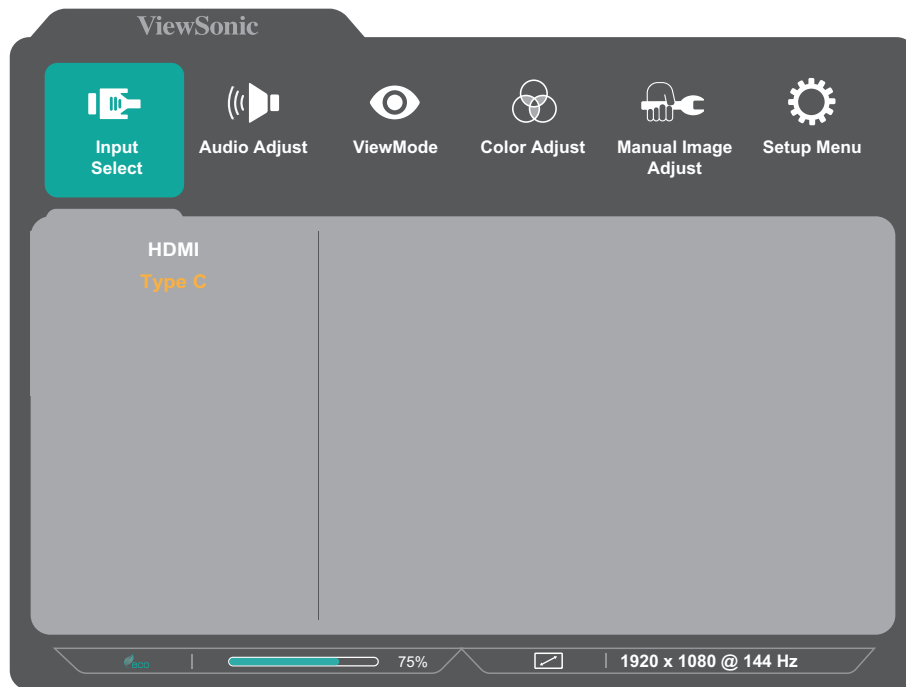 ViewSonic
Input
Select
Audio Adjust
ViewMode
Color Adjust
Manual Image
Adjust
Setup Menu
HDMI
Type C
ECO
75%
1920 x 1080 @ 144 Hz